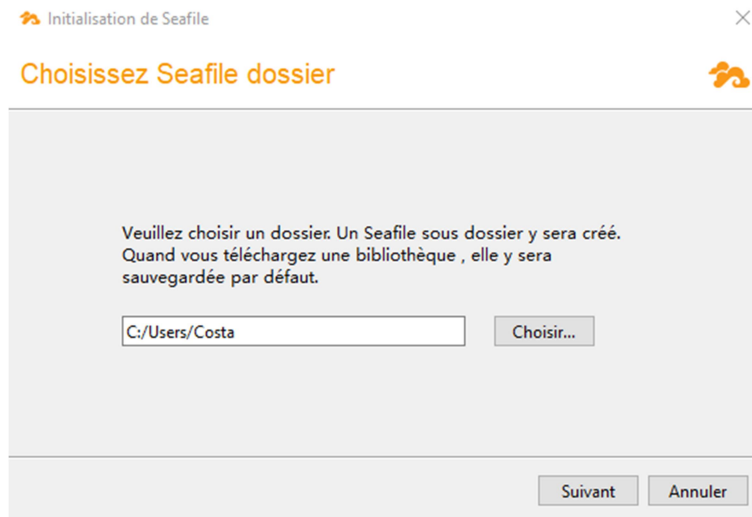 Initialisation de Seafile
Choisissez Seafile dossier
Veuillez choisir un dossier. Un Seafile sous dossier y sera créé.
Quand vous téléchargez une bibliothèque , elle y sera
sauvegardée par défaut.
C:/Users/Costa
Choisir...
Suivant
Annuler